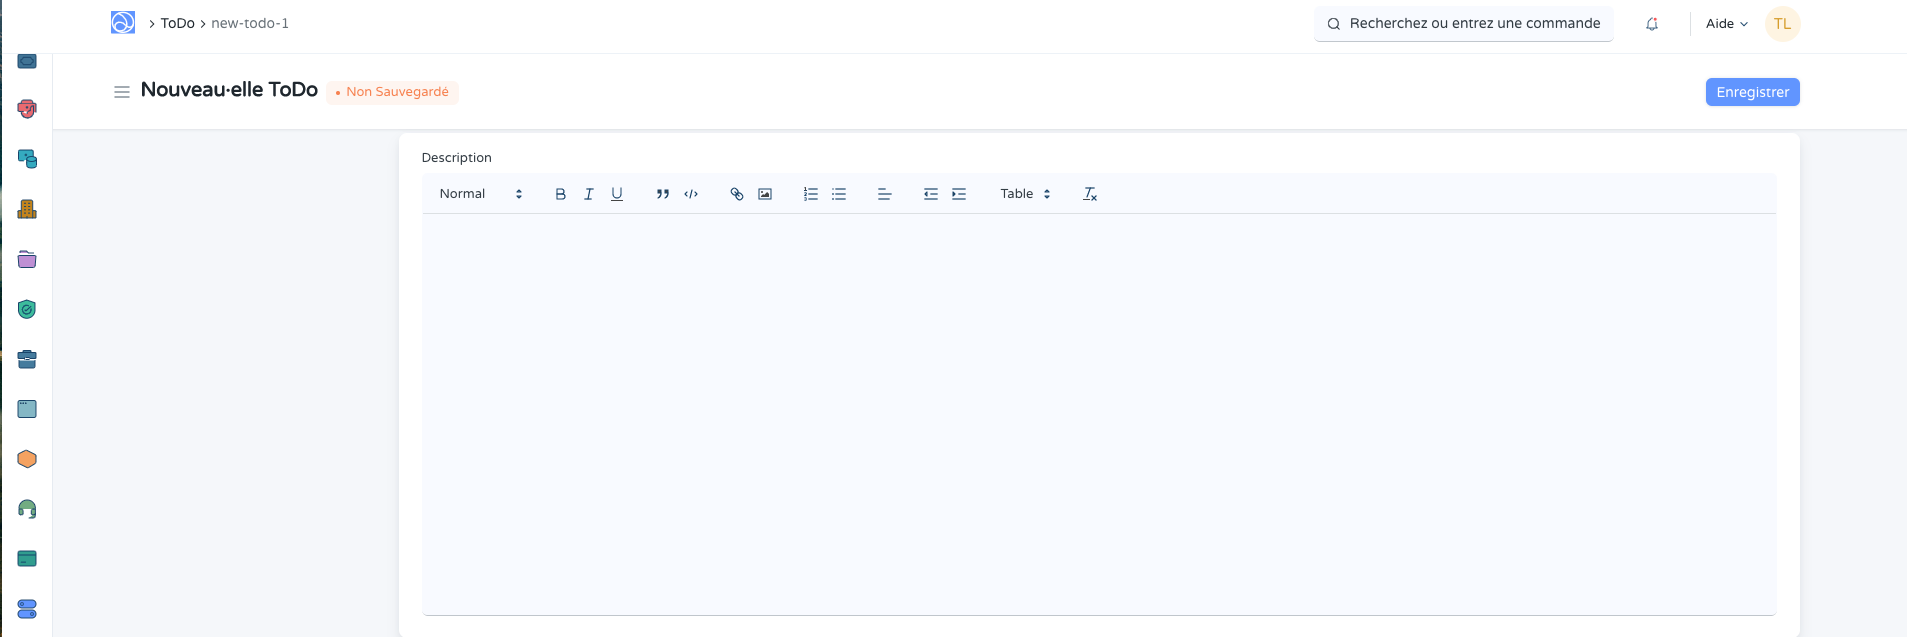 ToDo new-todo-1
Recherchez ou entrez une commande
Aide
TL
Nouveau·elle ToDo
Non Sauvegardé
Enregistrer
Description
Normal
Table